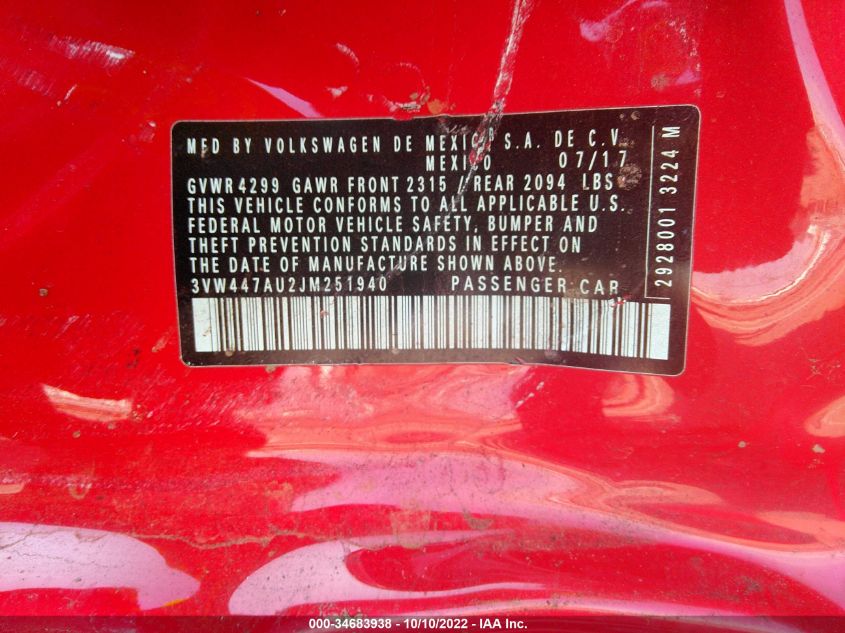 MFD BY VOLKSWAGEN DE MEXICO S.A. DE C.V.
MEXICO 07/17
GVWR 4299 GAWR FRONT 2315 / REAR 2094 LBS
THIS VEHICLE CONFORMS TO ALL APPLICABLE U.S.
FEDERAL MOTOR VEHICLE SAFETY, BUMPER AND
THEFT PREVENTION STANDARDS IN EFFECT ON
THE DATE OF MANUFACTURE SHOWN ABOVE.
3VW447AU2JM251940 PASSENGER CAR
2928001 3224 M
000-34683938 - 10/10/2022 - IAA Inc.